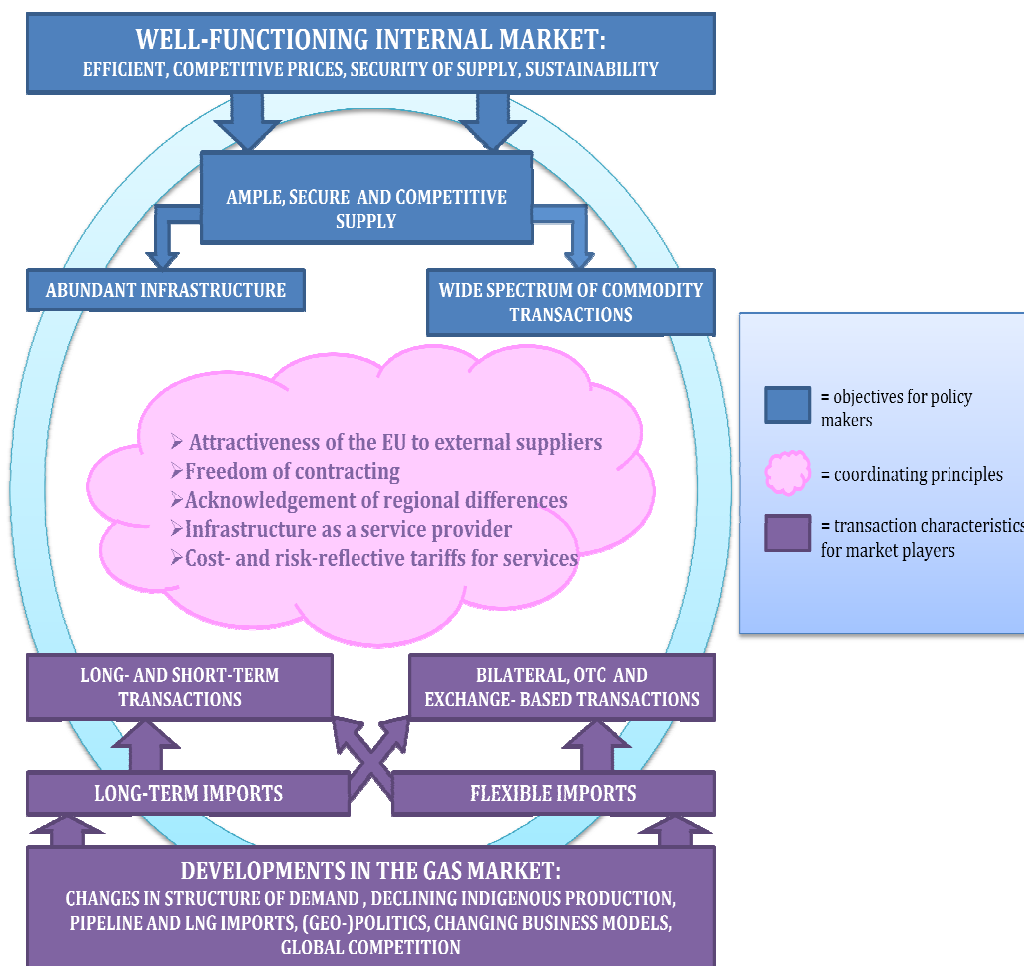 WELL-FUNCTIONING INTERNAL MARKET:
EFFICIENT, COMPETITIVE PRICES, SECURITY OF SUPPLY, SUSTAINABILITY
AMPLE, SECURE AND COMPETITIVE
SUPPLY
ABUNDANT INFRASTRUCTURE
WIDE SPECTRUM OF COMMODITY
TRANSACTIONS
➢ Attractiveness of the EU to external suppliers
➢Freedom of contracting
➢Acknowledgement of regional differences
➢Infrastructure as a service provider
➢Cost- and risk-reflective tariffs for services
= objectives for policy
makers
= coordinating principles
= transaction characteristics
for market players
LONG- AND SHORT-TERM
TRANSACTIONS
BILATERAL, OTC AND
EXCHANGE- BASED TRANSACTIONS
LONG-TERM IMPORTS
FLEXIBLE IMPORTS
DEVELOPMENTS IN THE GAS MARKET:
CHANGES IN STRUCTURE OF DEMAND , DECLINING INDIGENOUS PRODUCTION,
PIPELINE AND LNG IMPORTS, (GEO-)POLITICS, CHANGING BUSINESS MODELS,
GLOBAL COMPETITION